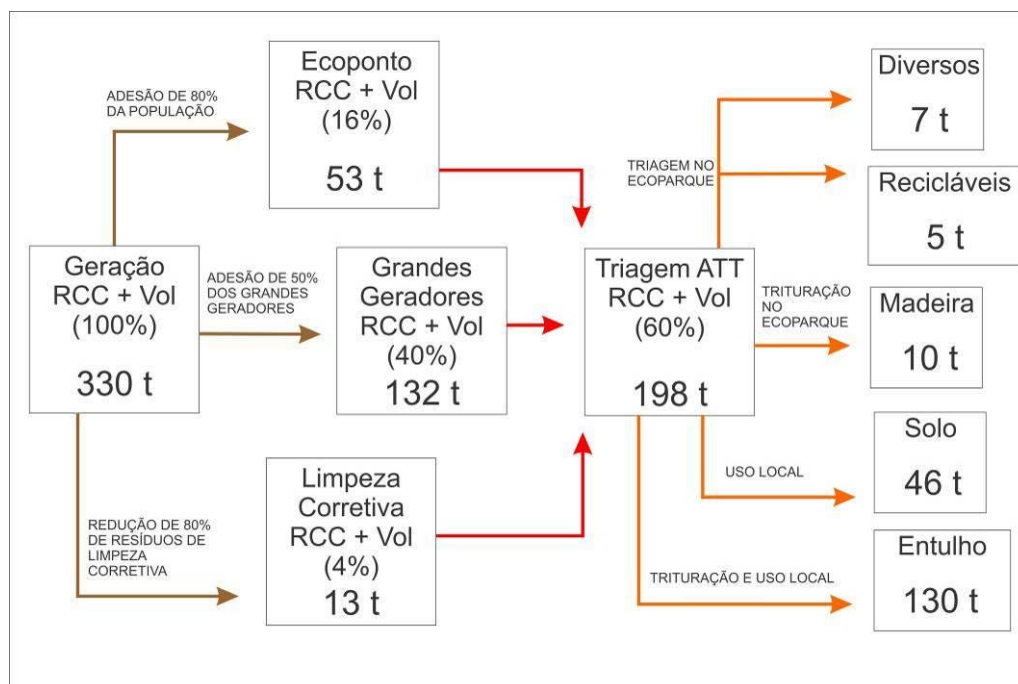 ADESÃO DE 80%
DA POPULAÇÃO
Ecoponto
RCC + Vol
(16%)
53 t
Geração
RCC + Vol
(100%)
330 t
ADESÃO DE 50%
DOS GRANDES
GERADORES
Grandes
Geradores
RCC + Vol
(40%)
132 t
REDUÇÃO DE 80%
DE RESÍDUOS DE
LIMPEZA
CORRETIVA
Limpeza
Corretiva
RCC + Vol
(4%)
13 t
Triagem ATT
RCC + Vol
(60%)
198 t
TRIAGEM NO
ECOPARQUE
Diversos
7 t
Recicláveis
5 t
TRITURAÇÃO
NO
ECOPARQUE
Madeira
10 t
USO LOCAL
Solo
46 t
TRITURAÇÃO E USO LOCAL
Entulho
130 t